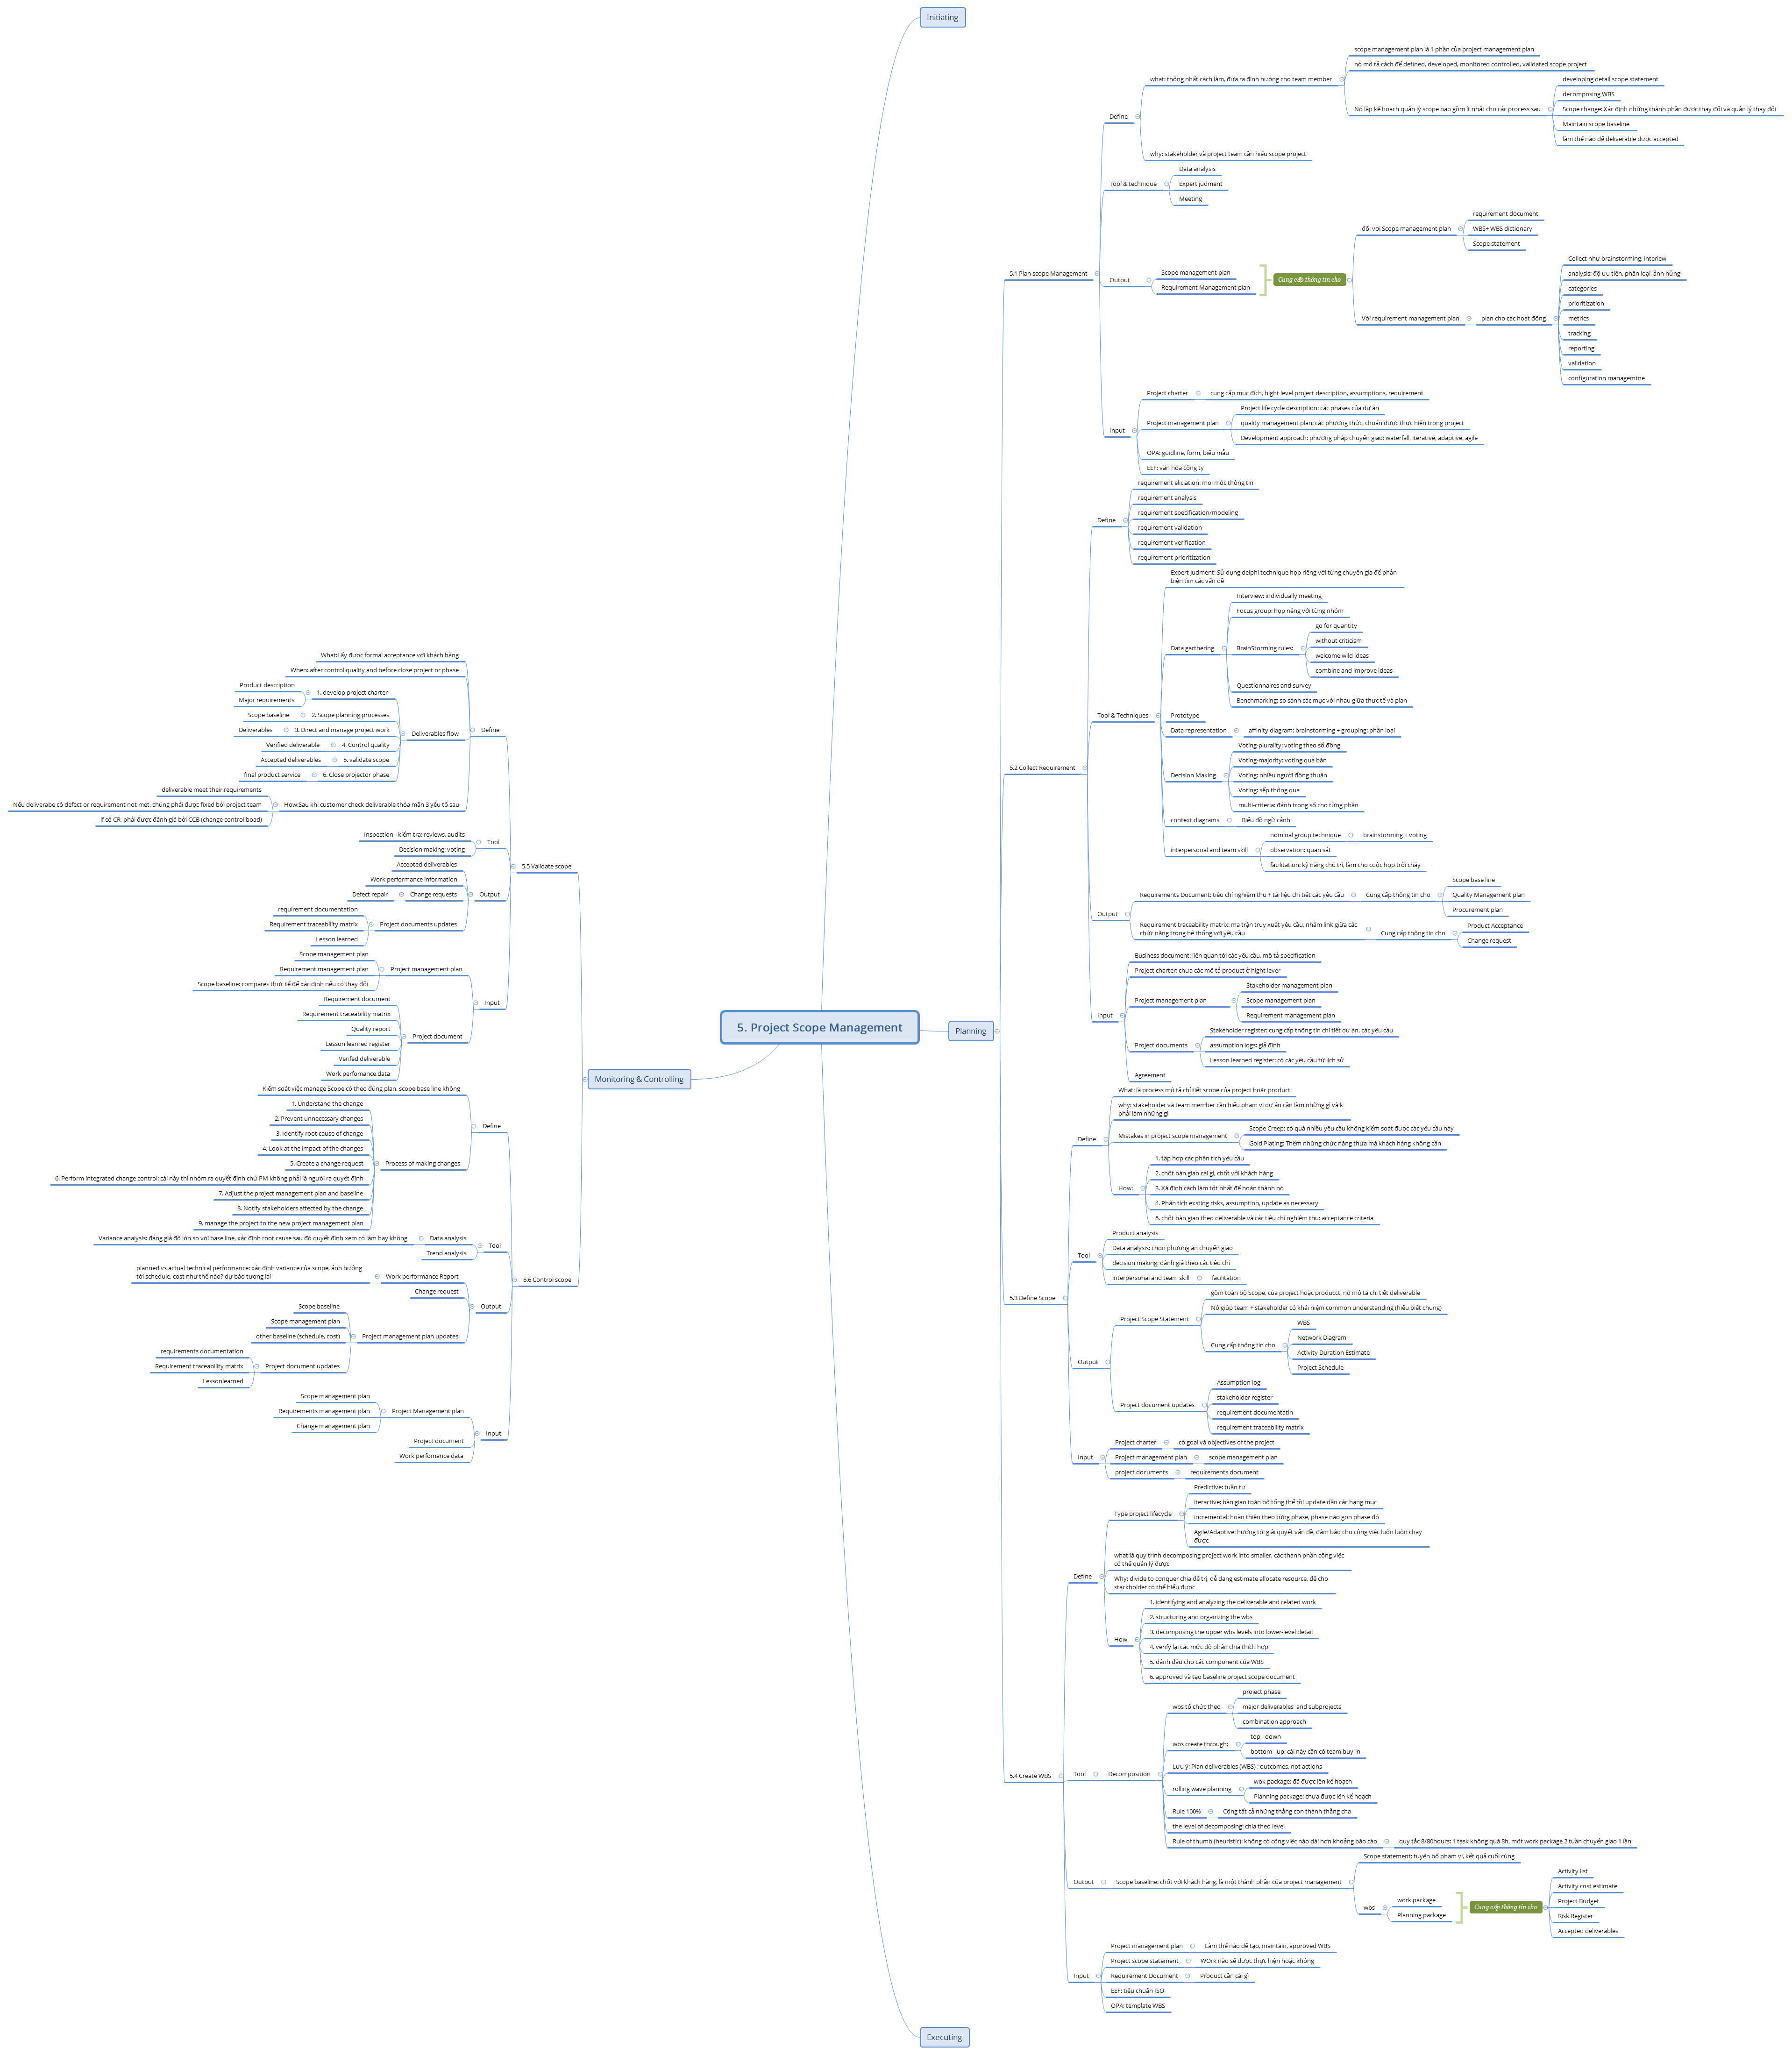 5. Project Scope Management
Initiating
Planning
5.1 Plan scope Management
Define
what: thống nhất cách làm, đưa ra định hướng cho team member
scope management plan là 1 phần của project management plan
nó mô tả cách để defined, developed, monitored controlled, validated scope project
Nó lập kế hoạch quản lý scope bao gồm ít nhất cho các process sau
developing detail scope statement
decomposing WBS
Scope change: Xác định những thành phần được thay đổi và quản lý thay đổi
Maintain scope baseline
làm thế nào để deliverable được accepted
why: stakeholder và project team cần hiểu scope project
Tool & technique
Data analysis
Expert judment
Meeting
Output
Scope management plan
Requirement Management plan
Cung cấp thông tin cho
đối vơi Scope management plan
requirement document
WBS+ WBS dictionary
Scope statement
Với requirement management plan
plan cho các hoạt động
Collect như brainstorming, interiew
analysis: độ ưu tiên, phân loại, ảnh hửng
categories
prioritization
metrics
tracking
reporting
validation
configuration managemtne
Input
Project charter
cung cấp mục đích, hight level project description, assumptions, requirement
Project management plan
Project life cycle description: các phases của dự án
quality management plan: các phương thức, chuẩn được thực hiện trong project
Development approach: phương pháp chuyển giao: waterfall, iterative, adaptive, agile
OPA: guidline, form, biểu mẫu
EEF: văn hóa công ty
5.2 Collect Requirement
Define
requirement eliciation: moi móc thông tin
requirement analysis
requirement specification/modeling
requirement validation
requirement verification
requirement prioritization
Tool & Techniques
Expert Judment: Sử dụng delphi technique họp riêng với từng chuyên gia để phản
biện tìm các vấn đề
Data garthering
Interview: individually meeting
Focus group: họp riêng với từng nhóm
BrainStorming rules:
go for quantity
without criticism
welcome wild ideas
combine and improve ideas
Questionnaires and survey
Benchmarking: so sánh các mục với nhau giữa thưc tế và plan
Prototype
Data representation
affinity diagram: brainstorming + grouping: phân loại
Decision Making
Voting-plurality: voting theo số đông
Voting-majority: voting quá bán
Voting: nhiều người đồng thuận
Voting: sếp thông qua
multi-criteria: đánh trọng số cho từng phần
context diagrams
Biểu đồ ngữ cảnh
interpersonal and team skill
nominal group technique
brainstorming + voting
observation: quan sát
facilitation: kỹ năng chủ trì, làm cho cuộc họp trôi chảy
Output
Requirements Document: tiêu chí nghiệm thu + tài liệu chi tiết các yêu cầu
Cung cấp thông tin cho
Scope base line
Quality Management plan
Procurement plan
Requirement traceability matrix: ma trận truy xuất yêu cầu, nhằm link giữa các
chức năng trong hệ thống với yêu cầu
Cung cấp thông tin cho
Product Acceptance
Change request
Input
Business document: liên quan tới các yêu cầu, mô tả specification
Project charter: chưa các mô tả product ở hight lever
Project management plan
Stakeholder management plan
Scope management plan
Requirement management plan
Project documents
Stakeholder register: cung cấp thông tin chi tiết dự án, các yêu cầu
assumption logs: giả định
Lesson learned register: có các yêu cầu từ lịch sử
Agreement
5.3 Define Scope
Define
What: là process mô tả chỉ tiết scope của project hoặc product
why: stakeholder và team member cần hiểu phạm vi dự án cần làm những gì và k
phải làm những gì
Mistakes in project scope management
Scope Creep: có quá nhiều yêu cầu không kiểm soát được các yêu cầu này
Gold Plating: Thêm những chức năng thừa mà khách hàng không cần
How:
1. tập hợp các phân tích yêu cầu
2. chốt bàn giao cái gì, chốt với khách hàng
3. Xá định cách làm tốt nhất để hoàn thành nó
4. Phân tích exsting risks, assumption, update as necessary
5. chốt bàn giao theo deliverable và các tiêu chí nghiệm thu: acceptance criteria
Tool
Product analysis
Data analysis: chọn phương án chuyển giao
decision making: đánh giá theo các tiêu chí
interpersonal and team skill
facilitation
Output
Project Scope Statement
gồm toàn bộ Scope, của project hoặc producct, nó mô tả chi tiết deliverable
Nó giúp team + stakeholder có khái niệm common understanding (hiểu biết chung)
Cung cấp thông tin cho
WBS
Network Diagram
Activity Duration Estimate
Project Schedule
Project document updates
Assumption log
stakeholder register
requirement documentatin
requirement traceability matrix
Input
Project charter
có goal và objectives of the project
Project management plan
scope management plan
project documents
requirements document
5.4 Create WBS
Define
Type project lifecycle
Predictive: tuần tự
Iteractive: bàn giao toàn bộ tổng thể rồi update dần các hạng mục
incremental: hoàn thiện theo từng phase, phase nào gọn phase đó
Agile/Adaptive: hướng tới giải quyết vấn đề, đảm bảo cho công việc luôn luôn chạy
được
what:là quy trình decomposing project work into smaller, các thành phần công việc
có thể quản lý được
Why: divide to conquer chia để trị, dễ dang estimate allocate resource, để cho
stackholder có thể hiểu được
How
1. identifying and analyzing the deliverable and related work
2. structuring and organizing the wbs
3. decomposing the upper wbs levels into lower-level detail
4. verify lại các mức độ phân chia thích hợp
5. đánh dấu cho các component của WBS
6. approved và tạo baseline project scope document
Tool
Decomposition
wbs tổ chức theo
project phase
major deliverables and subprojects
combination approach
wbs create through:
top - down
bottom - up: cái này cần có team buy-in
Lưu ý: Plan deliverables (WBS) : outcomes, not actions
rolling wave planning
wok package: đã được lên kế hoạch
Planning package: chưa được lên kế hoạch
Rule 100%
Cộng tất cả những thằng con thành thằng cha
the level of decomposing: chia theo level
Rule of thumb (heuristic): không có công việc nào dài hơn khoảng báo cáo
quy tắc 8/80hours: 1 task không quá 8h, một work package 2 tuần chuyển giao 1 lần
Output
Scope baseline: chốt với khách hàng, là một thành phần của project management
Scope statement: tuyên bố phạm vi, kết quả cuối cùng
wbs
work package
Planning package
Cung cấp thông tin cho
Activity list
Activity cost estimate
Project Budget
Risk Register
Accepted deliverables
Input
Project management plan
Làm thế nào để tạo, maintain, approved WBS
Project scope statement
WOrk nào sẽ được thực hiện hoặc không
Requirement Document
Product cần cái gì
EEF: tiêu chuẩn ISO
OPA: template WBS
Executing
Monitoring & Controlling
5.5 Validate scope
Define
What:Lấy được formal acceptance với khách hàng
When: after control quality and before close project or phase
Deliverables flow
1. develop project charter
Product description
Major requirements
2. Scope planning processes
Scope baseline
3. Direct and manage project work
Deliverables
4. Control quality
Verified deliverable
5. validate scope
Accepted deliverables
6. Close projector phase
final product service
How:Sau khi customer check deliverable thỏa mãn 3 yếu tố sau
deliverable meet their requirements
Nếu deliverabe có defect or requirement not met, chúng phải được fixed bởi project team
if có CR, phải được đánh giá bởi CCB (change control boad)
Tool
Inspection - kiểm tra: reviews, audits
Decision making: voting
Output
Accepted deliverables
Work performance information
Change requests
Defect repair
Project documents updates
requirement documentation
Requirement traceability matrix
Lesson learned
Input
Project management plan
Scope management plan
Requirement management plan
Scope baseline: compares thực tế để xác định nếu có thay đổi
Project document
Requirement document
Requirement traceability matrix
Quality report
Lesson learned register
Verifed deliverable
Work perfomance data
5.6 Control scope
Define
Kiểm soát việc manage Scope có theo đúng plan, scope base line không
Process of making changes
1. Understand the change
2. Prevent unneccssary changes
3. Identify root cause of change
4. Look at the impact of the changes
5. Create a change request
6. Perform integrated change control: cái này thì nhóm ra quyết định chứ PM không phải là người ra quyết định
7. Adjust the project management plan and baseline
8. Notify stakeholders affected by the change
9. manage the project to the new project management plan
Tool
Data analysis
Variance analysis: đáng giá độ lớn so với base line, xác định root cause sau đó quyết định xem có làm hay không
Trend analysis
Output
Work performance Report
planned vs actual technical performance: xác định variance của scope, ảnh hưởng
tới schedule, cost như thế nào? dự báo tương lai
Change request
Project management plan updates
Scope baseline
Scope management plan
other baseline (schedule, cost)
Project document updates
requirements documentation
Requirement traceability matrix
Lessonlearned
Input
Project Management plan
Scope management plan
Requirements management plan
Change management plan
Project document
Work perfomance data